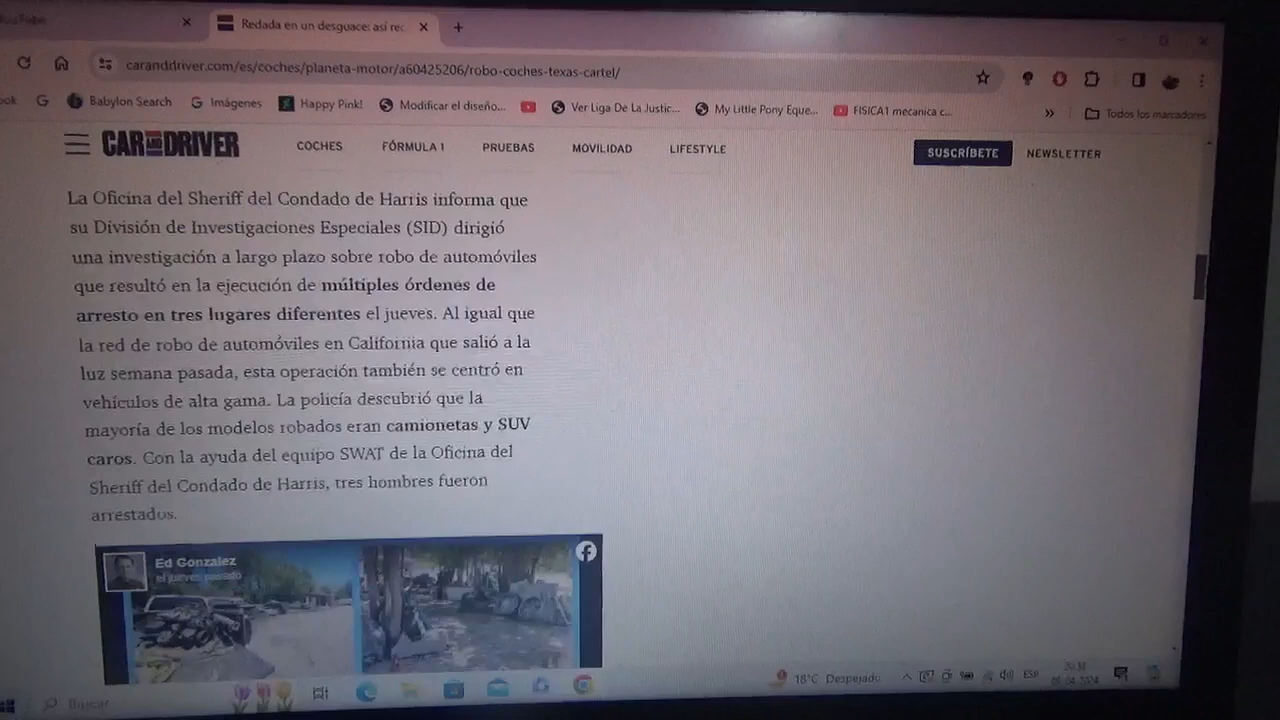 YouTube
Redada en un desguace: así rec
carandriver.com/es/coches/planeta-motor/a60425206/robo-coches-texas-cartel/
ook
Babylon Search
Imágenes
Happy Pink!
Modificar el diseño...
Ver Liga De La Justic...
My Little Pony Eque...
FISICA1 mecanica c...
Todos los marcadores
CAR AND DRIVER
COCHES
FÓRMULA 1
PRUEBAS
MOVILIDAD
LIFESTYLE
SUSCRÍBETE
NEWSLETTER
La Oficina del Sheriff del Condado de Harris informa que
su División de Investigaciones Especiales (SID) dirigió
una investigación a largo plazo sobre robo de automóviles
que resultó en la ejecución de múltiples órdenes de
arresto en tres lugares diferentes el jueves. Al igual que
la red de robo de automóviles en California que salió a la
luz semana pasada, esta operación también se centró en
vehículos de alta gama. La policía descubrió que la
mayoría de los modelos robados eran camionetas y SUV
caros. Con la ayuda del equipo SWAT de la Oficina del
Sheriff del Condado de Harris, tres hombres fueron
arrestados.
Ed Gonzalez
el jueves pasado
Buscar
18°C Despejado
ESP